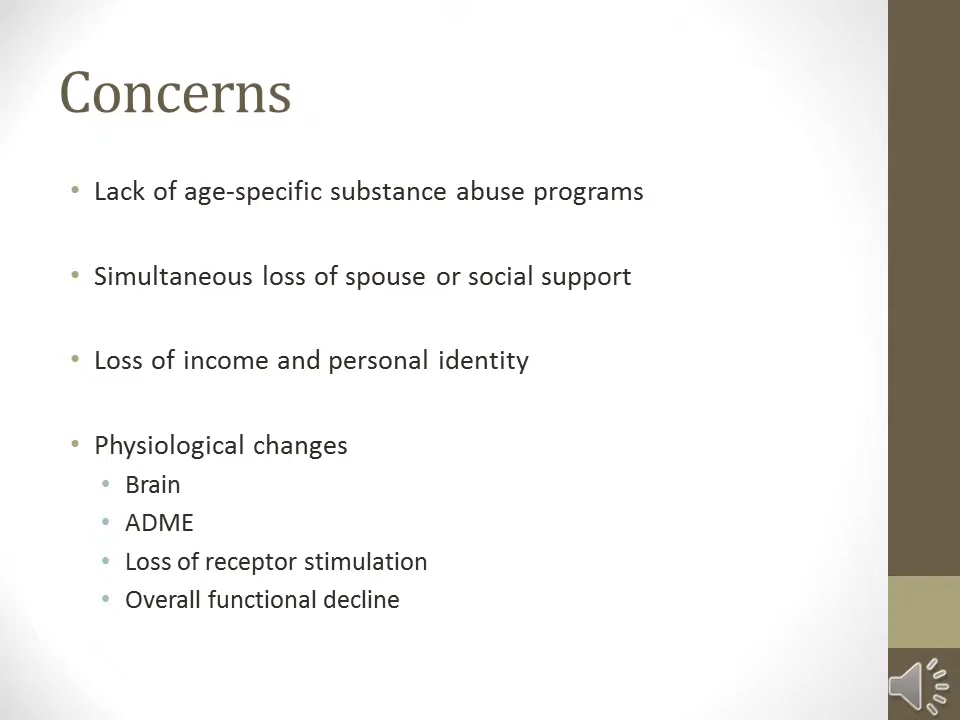 Concerns
• Lack of age-specific substance abuse programs
• Simultaneous loss of spouse or social support
• Loss of income and personal identity
• Physiological changes
• Brain
• ADME
• Loss of receptor stimulation
• Overall functional decline